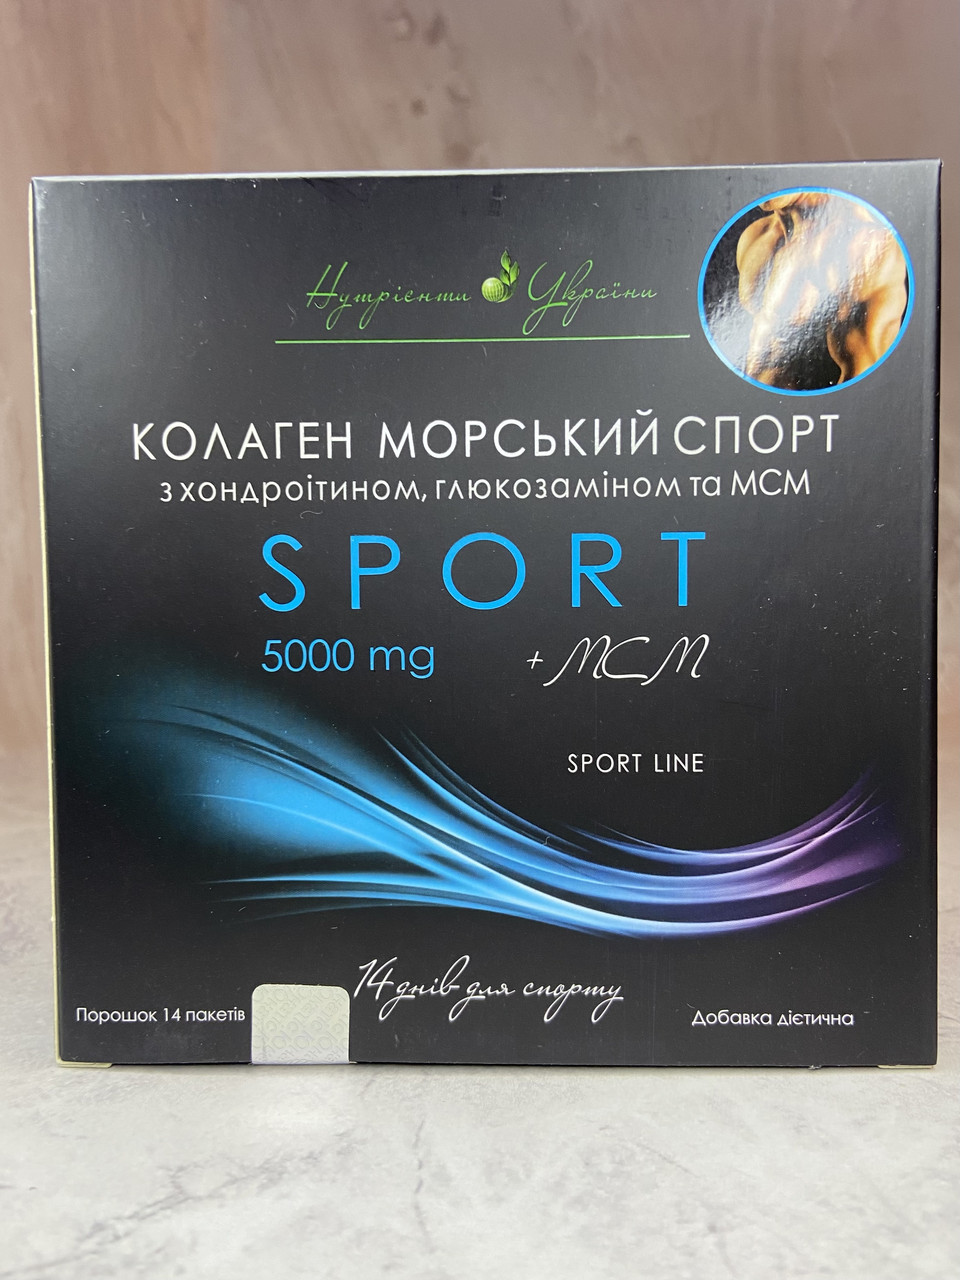 Нутрієнти України
КОЛАГЕН МОРСЬКИЙ СПОРТ
з хондроітином, глюкозаміном та МСМ
SPORT
5000 mg + МСМ
SPORT LINE
14 днів для спорту
Порошок 14 пакетів
Добавка дієтична